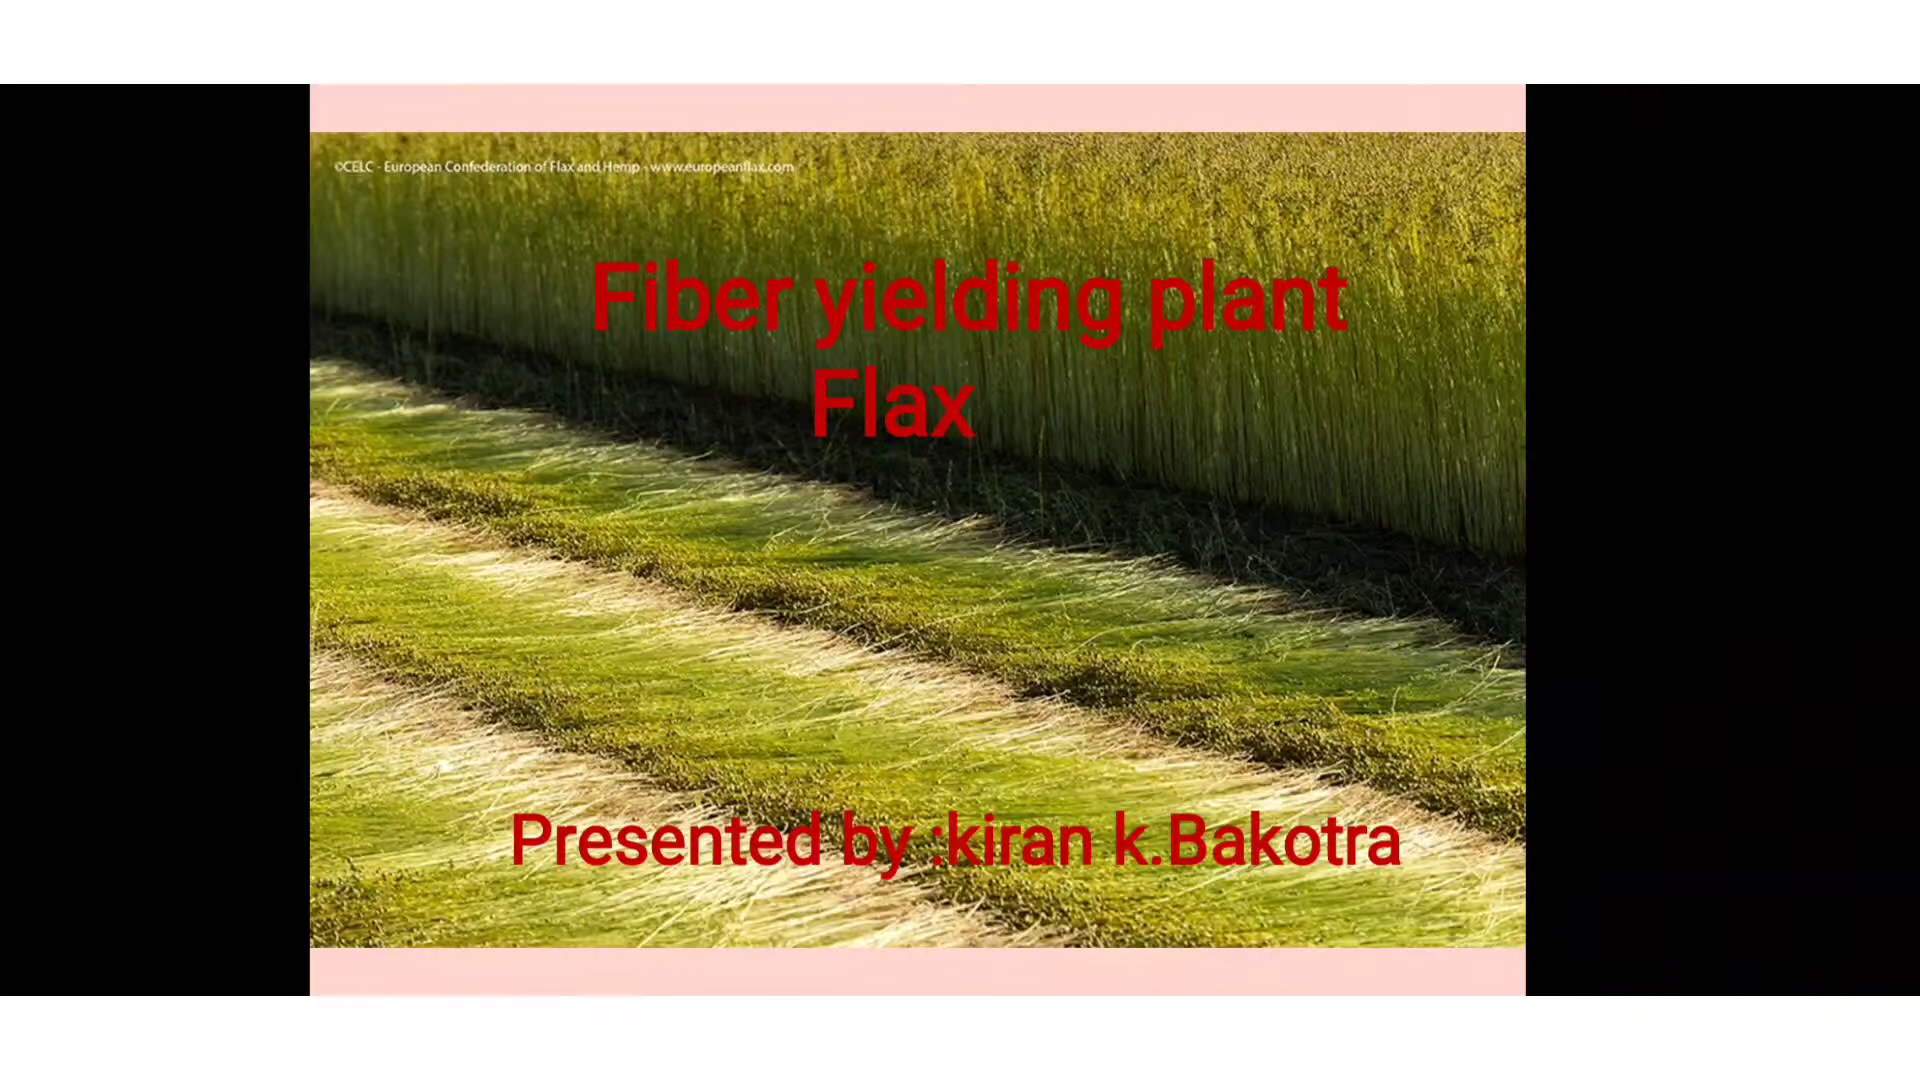 ©CELC - European Confederation of Flax and Hemp - www.europeanflax.com
Fiber yielding plant
Flax
Presented by :kiran k.Bakotra